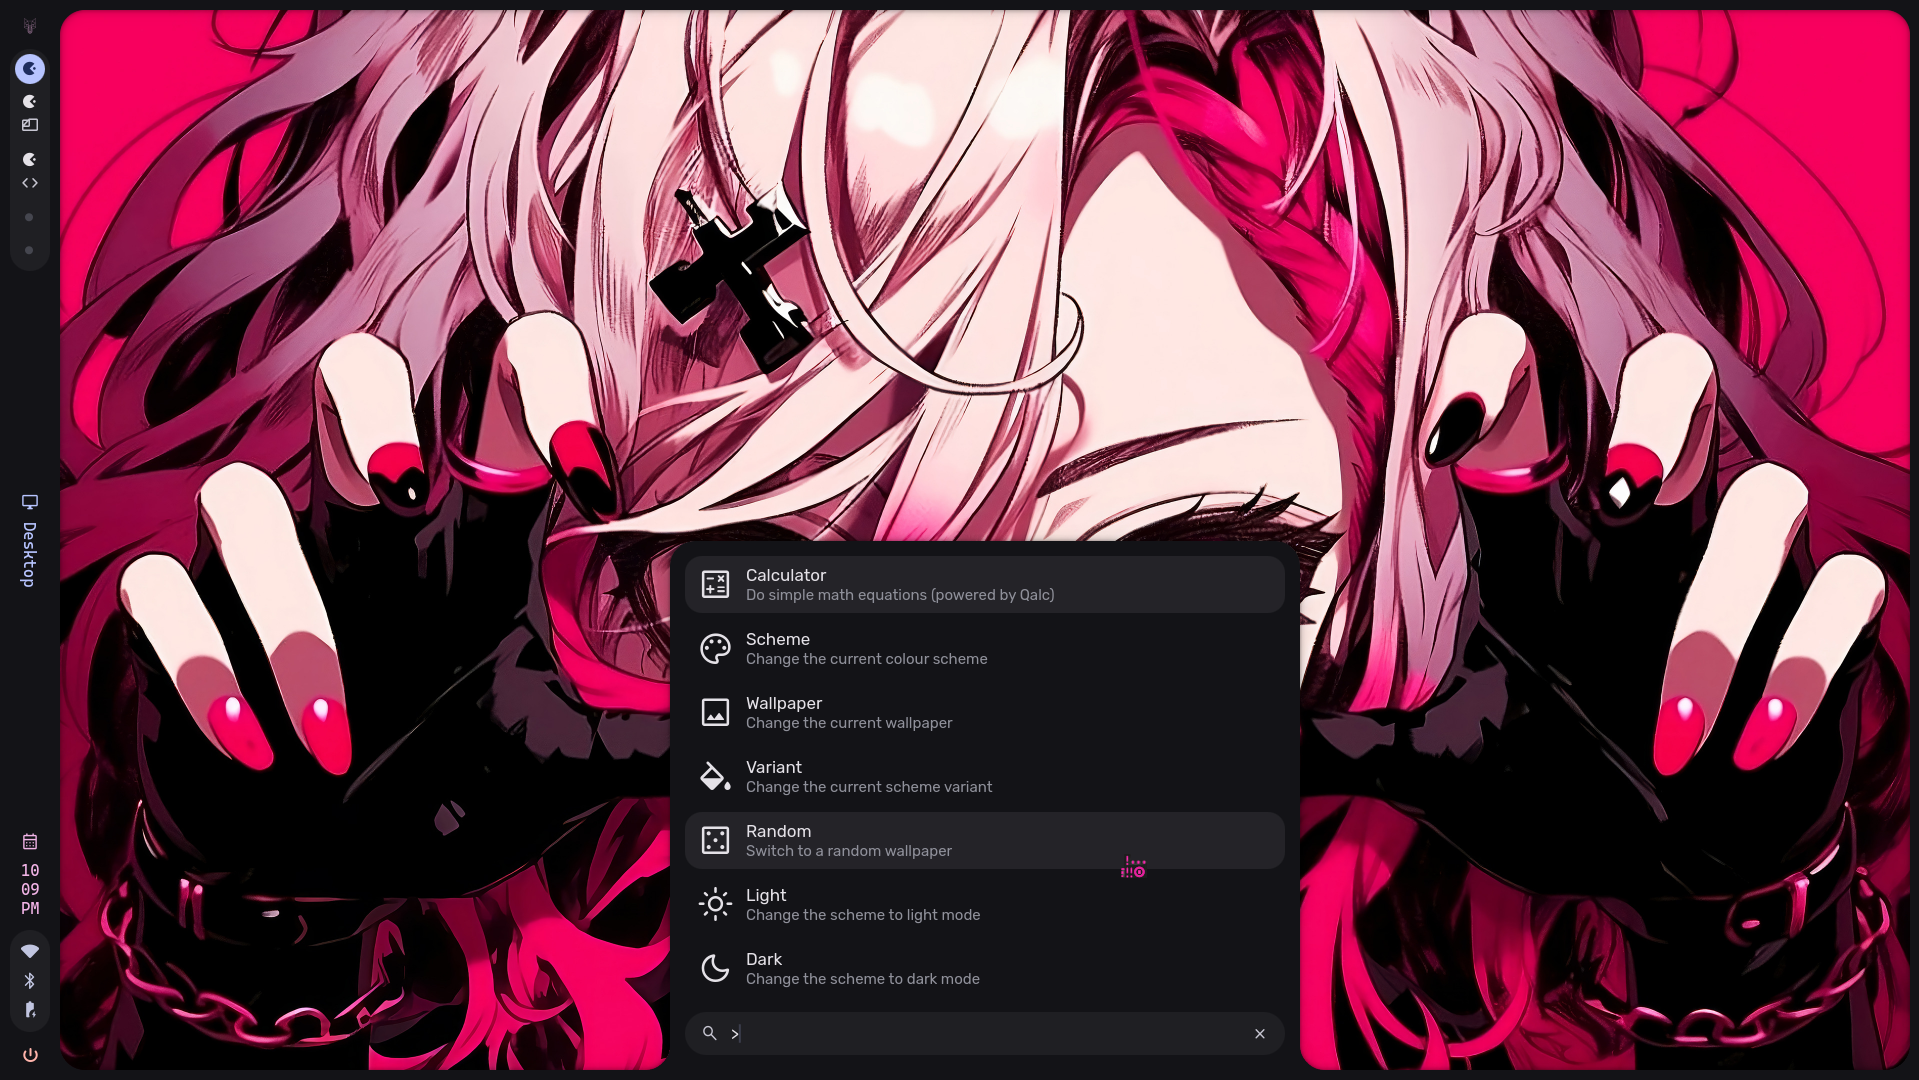 Desktop
10
09
PM
Calculator
Do simple math equations (powered by Qalc)
Scheme
Change the current colour scheme
Wallpaper
Change the current wallpaper
Variant
Change the current scheme variant
Random
Switch to a random wallpaper
Light
Change the scheme to light mode
Dark
Change the scheme to dark mode
>